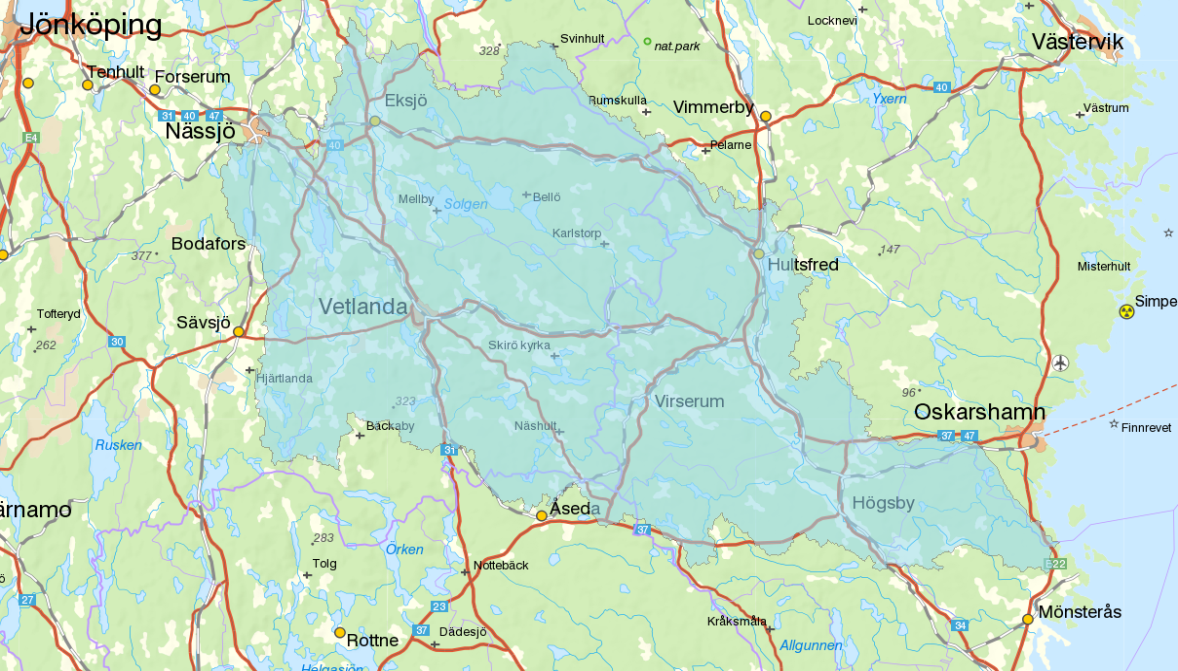 Jönköping
Locknevi
Svinhult
Västervik
328
nat.park
Tenhult
Forserum
40
Yxern
Eksjö
Rumskulla
Vimmerby
Västrum
31
40
47
Nässjö
E4
40
Pelarne
Mellby
Solgen
Bellö
Karlstorp
Bodafors
377
147
Hultsfred
Misterhult
Vetlanda
Simpe
Tofteryd
Sävsjö
30
262
Skirö kyrka
Hjärtlanda
96
323
Virserum
Oskarshamn
Bäckaby
Näshult
Finnrevet
37
47
Rusken
31
ärnamo
Åseda
Högsby
37
283
Örken
Tolg
Nottebäck
E22
27
23
Mönsterås
37
Dädesjö
Kråksmåla
34
Rottne
Allgunnen
Helgasjön